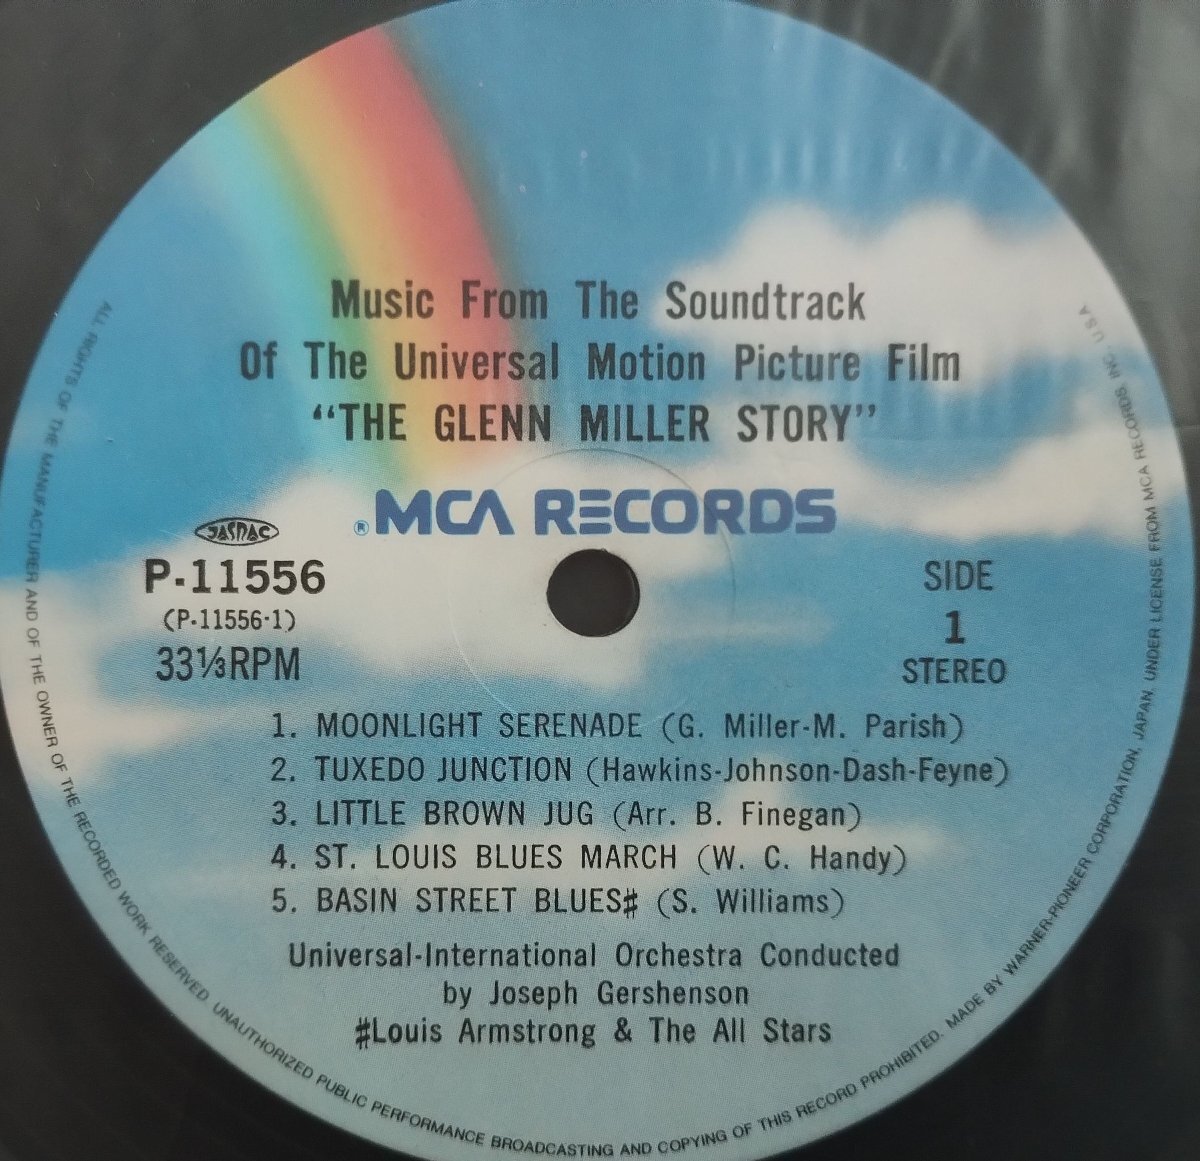 Music From The Soundtrack
Of The Universal Motion Picture Film
“THE GLENN MILLER STORY”
® MCA RECORDS
JASRAC
P-11556
(P-11556-1)
33⅓RPM
SIDE
1
STEREO
1. MOONLIGHT SERENADE (G. Miller-M. Parish)
2. TUXEDO JUNCTION (Hawkins-Johnson-Dash-Feyne)
3. LITTLE BROWN JUG (Arr. B. Finegan)
4. ST. LOUIS BLUES MARCH (W. C. Handy)
5. BASIN STREET BLUES♯ (S. Williams)
Universal-International Orchestra Conducted
by Joseph Gershenson
♯Louis Armstrong & The All Stars
ALL RIGHTS OF THE MANUFACTURER AND OF THE OWNER OF THE RECORDED WORK RESERVED. UNAUTHORIZED PUBLIC PERFORMANCE BROADCASTING AND COPYING OF THIS RECORD PROHIBITED. MADE BY WARNER-PIONEER CORPORATION, JAPAN. UNDER LICENSE FROM MCA RECORDS, INC. U.S.A.